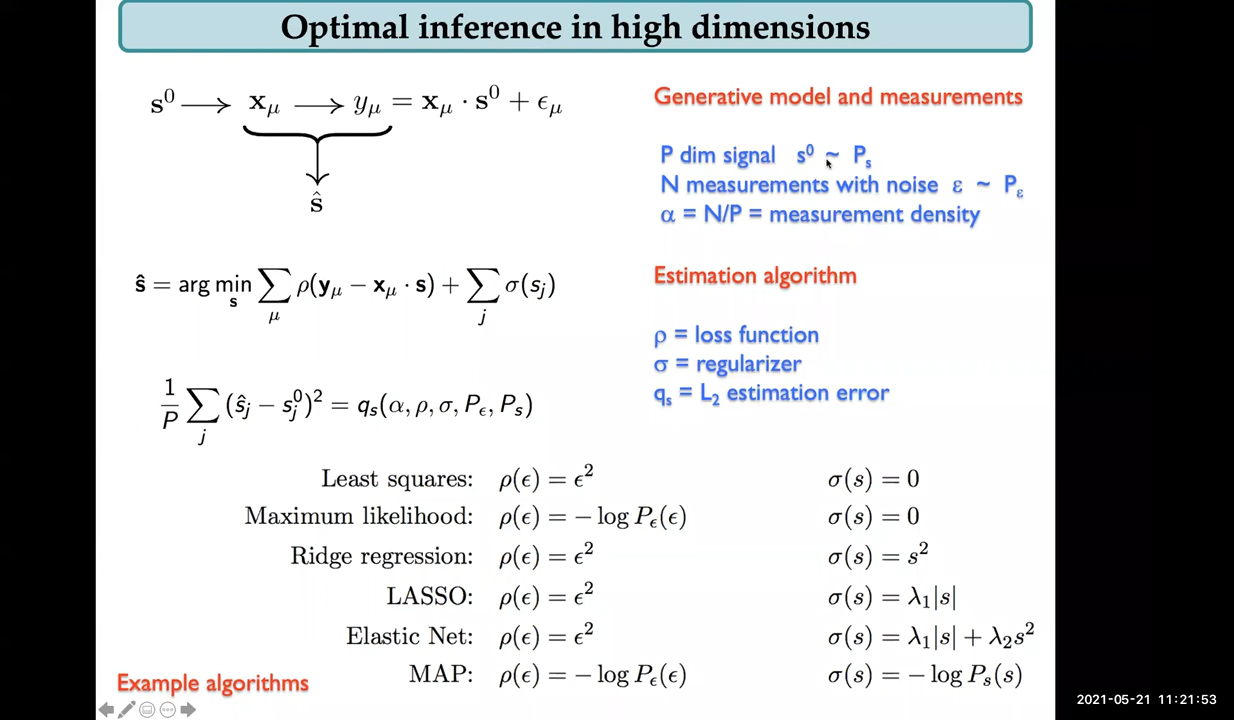 Optimal inference in high dimensions
s⁰ ⟶ x_μ ⟶ y_μ = x_μ · s⁰ + ϵ_μ
ŝ
Generative model and measurements
P dim signal s⁰ ~ P_s
N measurements with noise ε ~ P_ε
α = N/P = measurement density
ŝ = arg min_s ∑_μ ρ(y_μ − x_μ · s) + ∑_j σ(s_j)
Estimation algorithm
ρ = loss function
σ = regularizer
q_s = L₂ estimation error
1/P ∑_j (ŝ_j − s_j⁰)² = q_s(α, ρ, σ, P_ϵ, P_s)
Least squares: ρ(ϵ) = ϵ² σ(s) = 0
Maximum likelihood: ρ(ϵ) = − log P_ϵ(ϵ) σ(s) = 0
Ridge regression: ρ(ϵ) = ϵ² σ(s) = s²
LASSO: ρ(ϵ) = ϵ² σ(s) = λ₁|s|
Elastic Net: ρ(ϵ) = ϵ² σ(s) = λ₁|s| + λ₂s²
MAP: ρ(ϵ) = − log P_ϵ(ϵ) σ(s) = − log P_s(s)
Example algorithms
2021-05-21 11:21:53